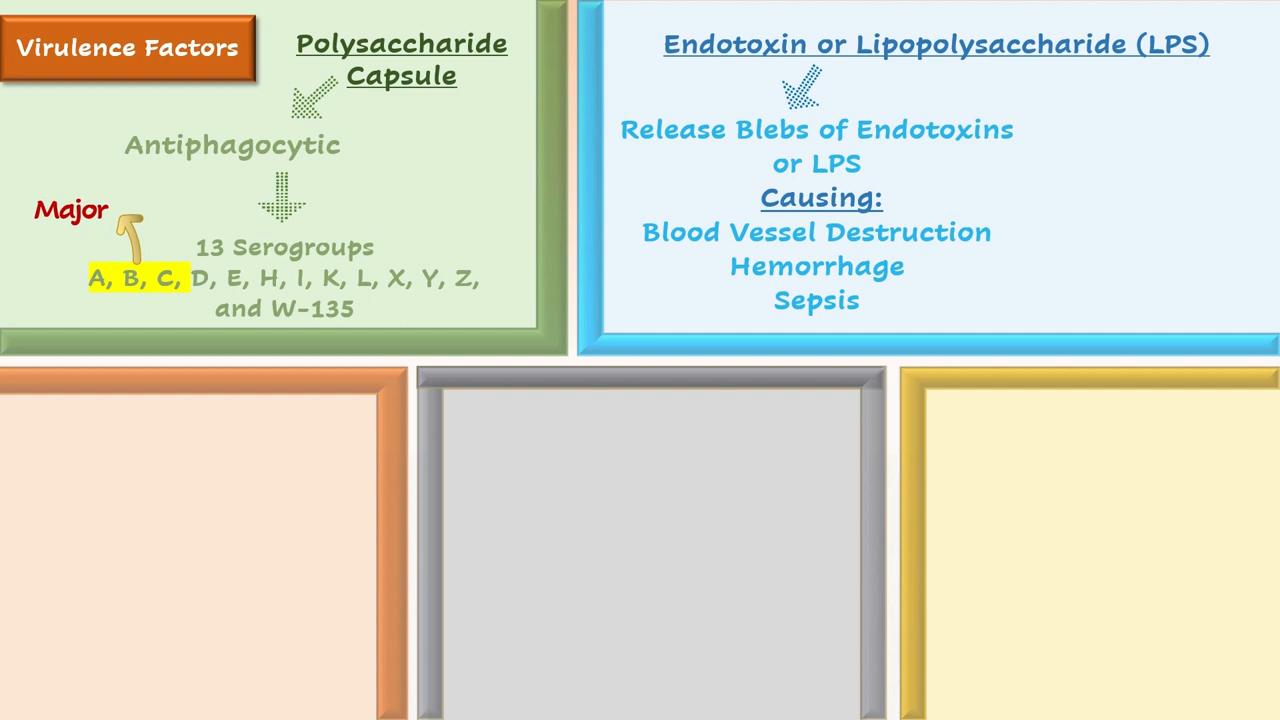 Virulence Factors
Polysaccharide
Capsule
Antiphagocytic
Major
13 Serogroups
A, B, C, D, E, H, I, K, L, X, Y, Z,
and W-135
Endotoxin or Lipopolysaccharide (LPS)
Release Blebs of Endotoxins
or LPS
Causing:
Blood Vessel Destruction
Hemorrhage
Sepsis